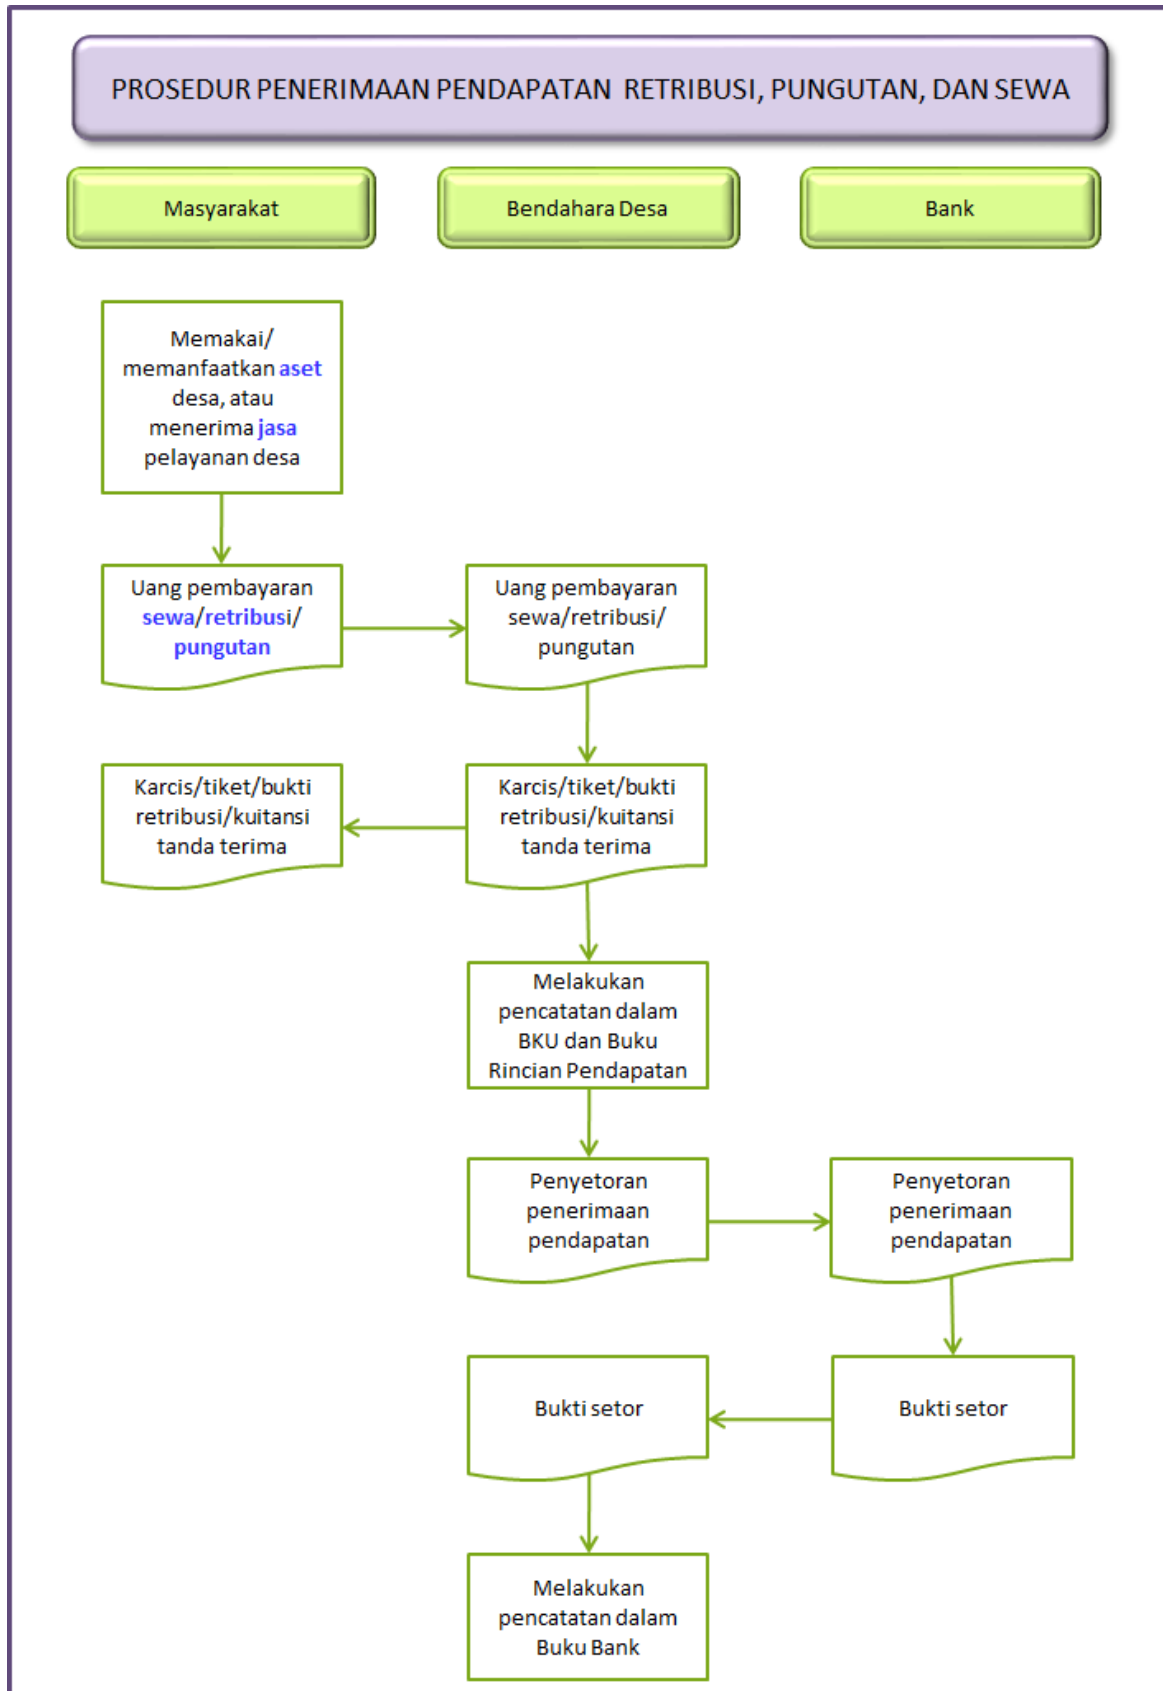 PROSEDUR PENERIMAAN PENDAPATAN RETRIBUSI, PUNGUTAN, DAN SEWA
Masyarakat
Bendahara Desa
Bank
Memakai/
memanfaatkan aset
desa, atau
menerima jasa
pelayanan desa
Uang pembayaran
sewa/retribusi/
pungutan
Uang pembayaran
sewa/retribusi/
pungutan
Karcis/tiket/bukti
retribusi/kuitansi
tanda terima
Karcis/tiket/bukti
retribusi/kuitansi
tanda terima
Melakukan
pencatatan dalam
BKU dan Buku
Rincian Pendapatan
Penyetoran
penerimaan
pendapatan
Penyetoran
penerimaan
pendapatan
Bukti setor
Bukti setor
Melakukan
pencatatan dalam
Buku Bank